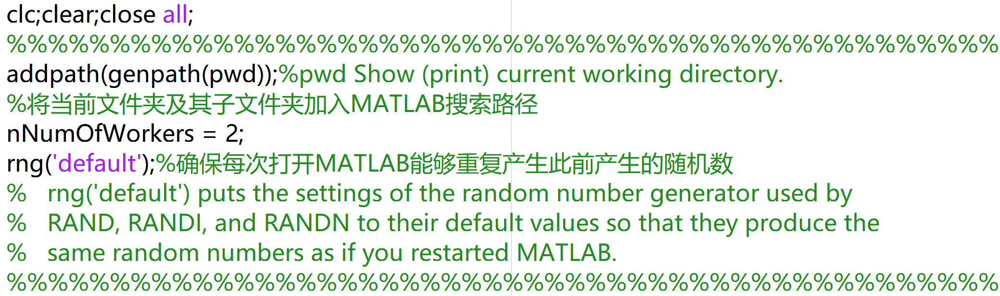 clc;clear;close all;
%%%%%%%%%%%%%%%%%%%%%%%%%%%%%%%%%%%%%%%%%%%%%%%%
addpath(genpath(pwd));%pwd Show (print) current working directory.
%将当前文件夹及其子文件夹加入MATLAB搜索路径
nNumOfWorkers = 2;
rng('default');%确保每次打开MATLAB能够重复产生此前产生的随机数
%   rng('default') puts the settings of the random number generator used by
%   RAND, RANDI, and RANDN to their default values so that they produce the
%   same random numbers as if you restarted MATLAB.
%%%%%%%%%%%%%%%%%%%%%%%%%%%%%%%%%%%%%%%%%%%%%%%%